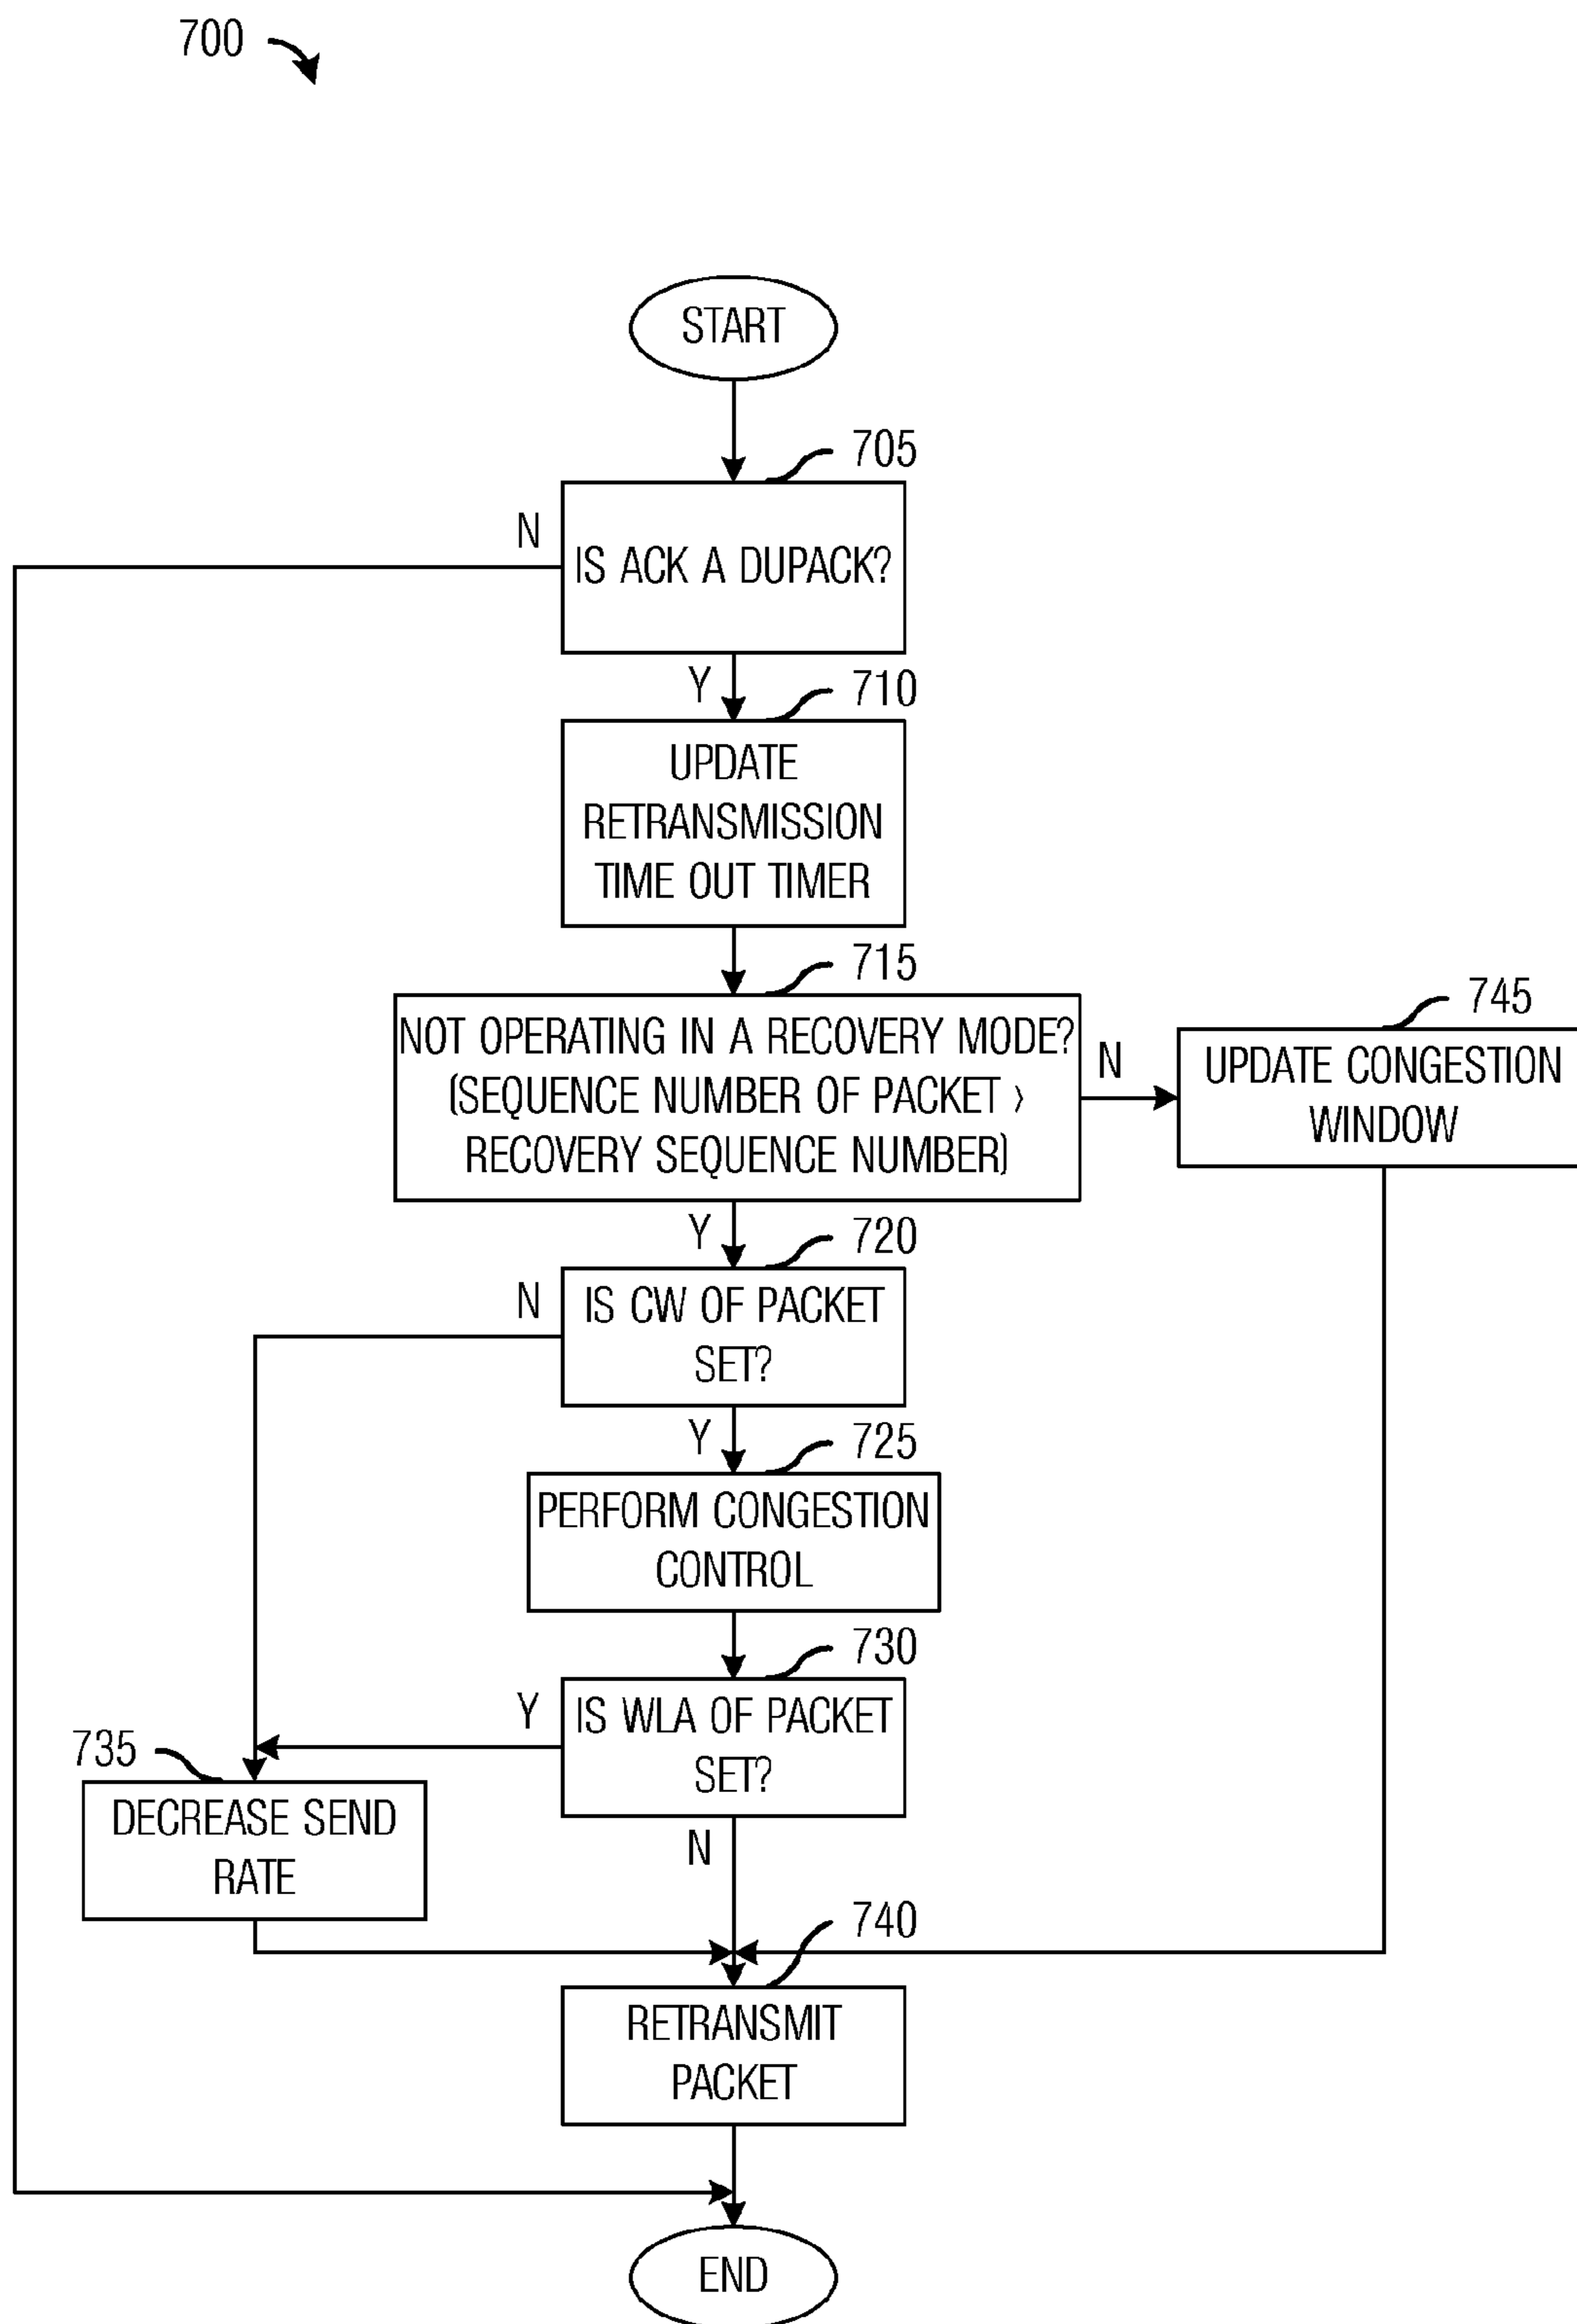 700
START
705
N
IS ACK A DUPACK?
Y
710
UPDATE
RETRANSMISSION
TIME OUT TIMER
715
NOT OPERATING IN A RECOVERY MODE?
(SEQUENCE NUMBER OF PACKET >
RECOVERY SEQUENCE NUMBER)
N
745
UPDATE CONGESTION
WINDOW
Y
720
N
IS CW OF PACKET
SET?
Y
725
PERFORM CONGESTION
CONTROL
730
Y
IS WLA OF PACKET
SET?
735
DECREASE SEND
RATE
N
740
RETRANSMIT
PACKET
END